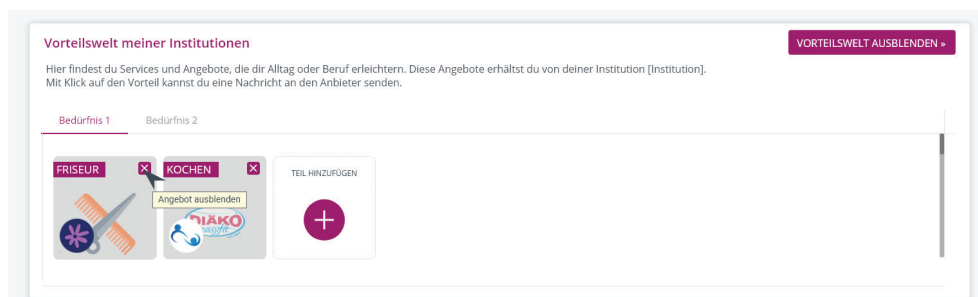 Vorteilswelt meiner Institutionen
VORTEILSWELT AUSBLENDEN »
Hier findest du Services und Angebote, die dir Alltag oder Beruf erleichtern. Diese Angebote erhältst du von deiner Institution [Institution].
Mit Klick auf den Vorteil kannst du eine Nachricht an den Anbieter senden.
Bedürfnis 1
Bedürfnis 2
FRISEUR
KOCHEN
TEIL HINZUFÜGEN
Angebot ausblenden
DIÄKO